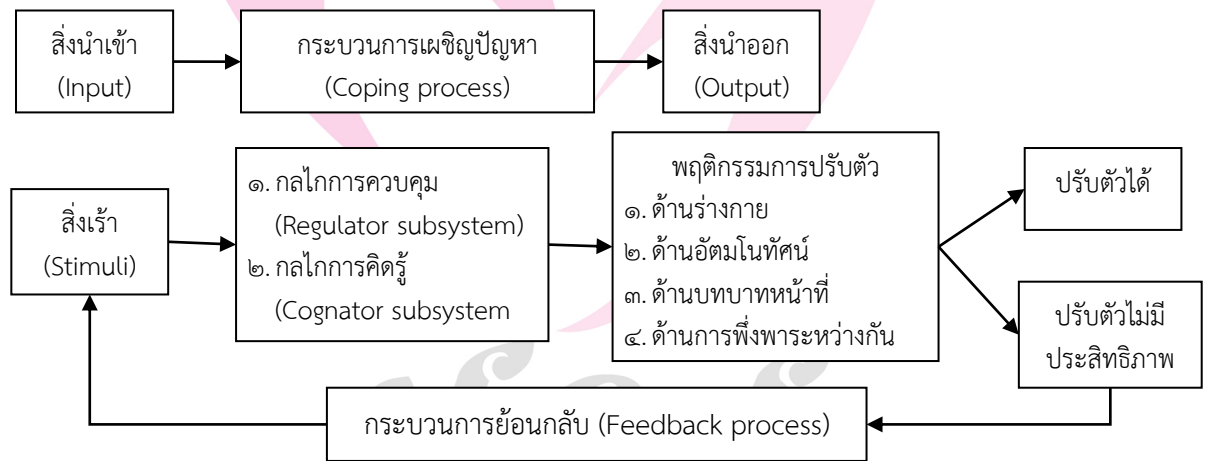 สิ่งนำเข้า
(Input)
กระบวนการเผชิญปัญหา
(Coping process)
สิ่งนำออก
(Output)
สิ่งเร้า
(Stimuli)
๑. กลไกการควบคุม
(Regulator subsystem)
๒. กลไกการคิดรู้
(Cognator subsystem
พฤติกรรมการปรับตัว
๑. ด้านร่างกาย
๒. ด้านอัตมโนทัศน์
๓. ด้านบทบาทหน้าที่
๔. ด้านการพึ่งพาระหว่างกัน
ปรับตัวได้
ปรับตัวไม่มี
ประสิทธิภาพ
กระบวนการย้อนกลับ (Feedback process)